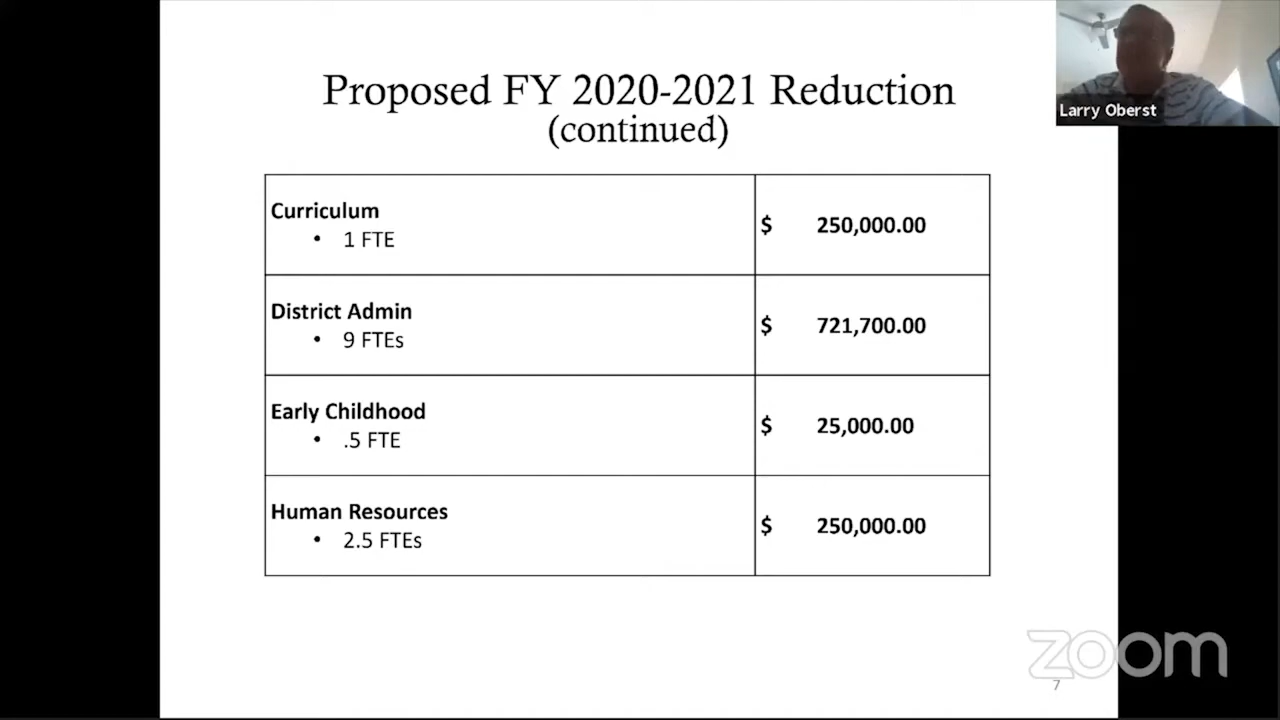 Proposed FY 2020-2021 Reduction
(continued)
Larry Oberst
Curriculum
• 1 FTE
$ 250,000.00
District Admin
• 9 FTEs
$ 721,700.00
Early Childhood
• .5 FTE
$ 25,000.00
Human Resources
• 2.5 FTEs
$ 250,000.00
zoom
7